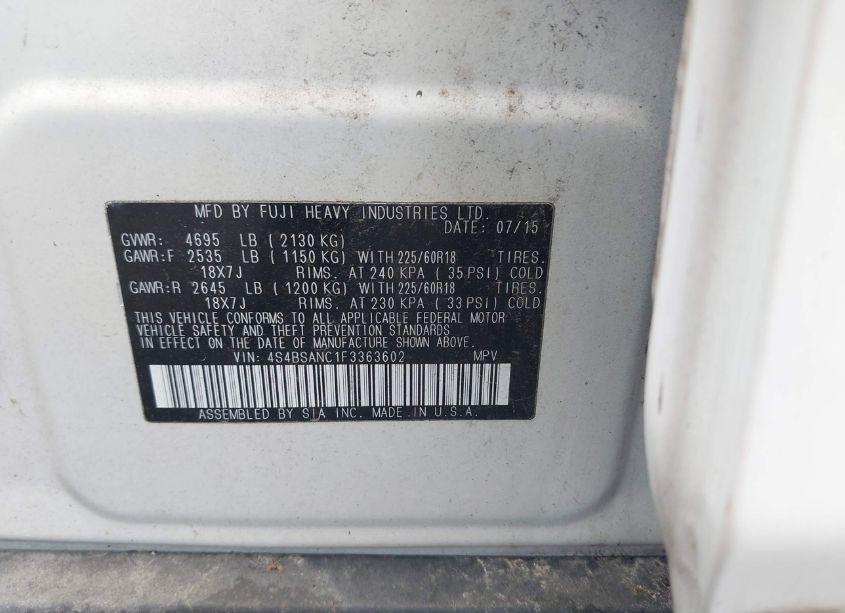 MFD BY FUJI HEAVY INDUSTRIES LTD.
DATE: 07/15
GVWR: 4695 LB ( 2130 KG)
GAWR:F 2535 LB ( 1150 KG) WITH 225/60R18 TIRES.
18X7J RIMS. AT 240 KPA ( 35 PSI) COLD
GAWR:R 2645 LB ( 1200 KG) WITH 225/60R18 TIRES.
18X7J RIMS. AT 230 KPA ( 33 PSI) COLD
THIS VEHICLE CONFORMS TO ALL APPLICABLE FEDERAL MOTOR
VEHICLE SAFETY AND THEFT PREVENTION STANDARDS
IN EFFECT ON THE DATE OF MANUFACTURE SHOWN ABOVE.
VIN: 4S4BSANC1F3363602 MPV
ASSEMBLED BY SIA INC. MADE IN U.S.A.